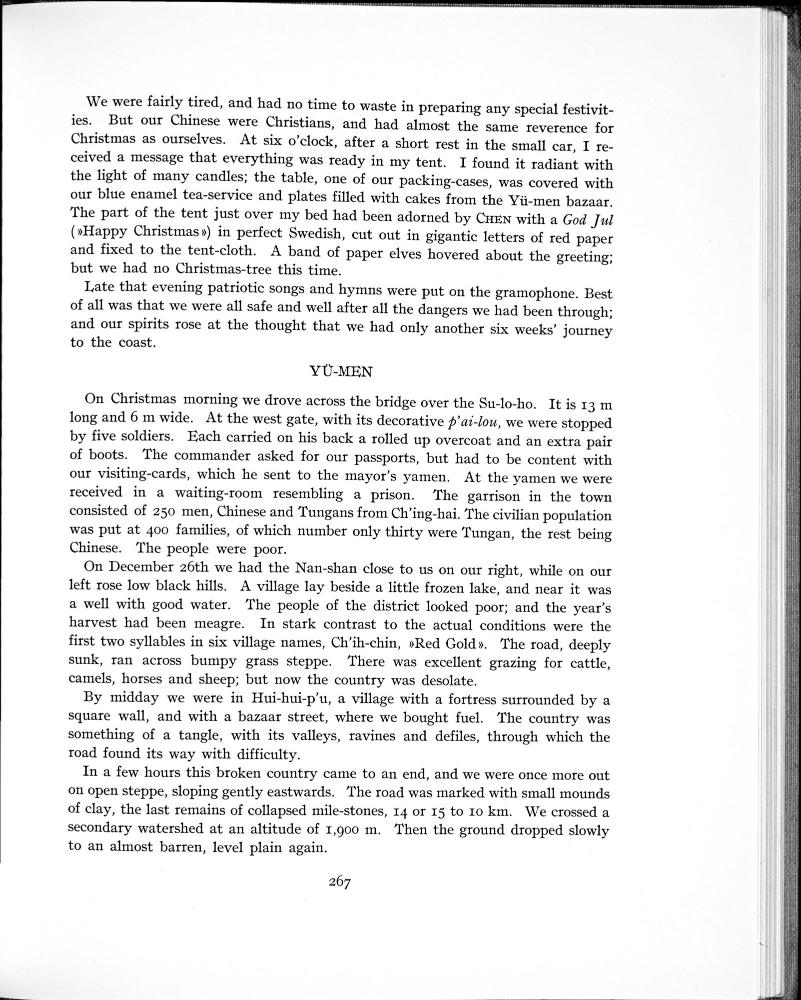 We were fairly tired, and had no time to waste in preparing any special festivit-
ies. But our Chinese were Christians, and had almost the same reverence for
Christmas as ourselves. At six o'clock, after a short rest in the small car, I re-
ceived a message that everything was ready in my tent. I found it radiant with
the light of many candles; the table, one of our packing-cases, was covered with
our blue enamel tea-service and plates filled with cakes from the Yü-men bazaar.
The part of the tent just over my bed had been adorned by CHEN with a God Jul
(»Happy Christmas») in perfect Swedish, cut out in gigantic letters of red paper
and fixed to the tent-cloth. A band of paper elves hovered about the greeting;
but we had no Christmas-tree this time.
Late that evening patriotic songs and hymns were put on the gramophone. Best
of all was that we were all safe and well after all the dangers we had been through;
and our spirits rose at the thought that we had only another six weeks' journey
to the coast.
YÜ-MEN
On Christmas morning we drove across the bridge over the Su-lo-ho. It is 13 m
long and 6 m wide. At the west gate, with its decorative p'ai-lou, we were stopped
by five soldiers. Each carried on his back a rolled up overcoat and an extra pair
of boots. The commander asked for our passports, but had to be content with
our visiting-cards, which he sent to the mayor's yamen. At the yamen we were
received in a waiting-room resembling a prison. The garrison in the town
consisted of 250 men, Chinese and Tungans from Ch'ing-hai. The civilian population
was put at 400 families, of which number only thirty were Tungan, the rest being
Chinese. The people were poor.
On December 26th we had the Nan-shan close to us on our right, while on our
left rose low black hills. A village lay beside a little frozen lake, and near it was
a well with good water. The people of the district looked poor; and the year's
harvest had been meagre. In stark contrast to the actual conditions were the
first two syllables in six village names, Ch'ih-chin, »Red Gold». The road, deeply
sunk, ran across bumpy grass steppe. There was excellent grazing for cattle,
camels, horses and sheep; but now the country was desolate.
By midday we were in Hui-hui-p'u, a village with a fortress surrounded by a
square wall, and with a bazaar street, where we bought fuel. The country was
something of a tangle, with its valleys, ravines and defiles, through which the
road found its way with difficulty.
In a few hours this broken country came to an end, and we were once more out
on open steppe, sloping gently eastwards. The road was marked with small mounds
of clay, the last remains of collapsed mile-stones, 14 or 15 to 10 km. We crossed a
secondary watershed at an altitude of 1,900 m. Then the ground dropped slowly
to an almost barren, level plain again.
267